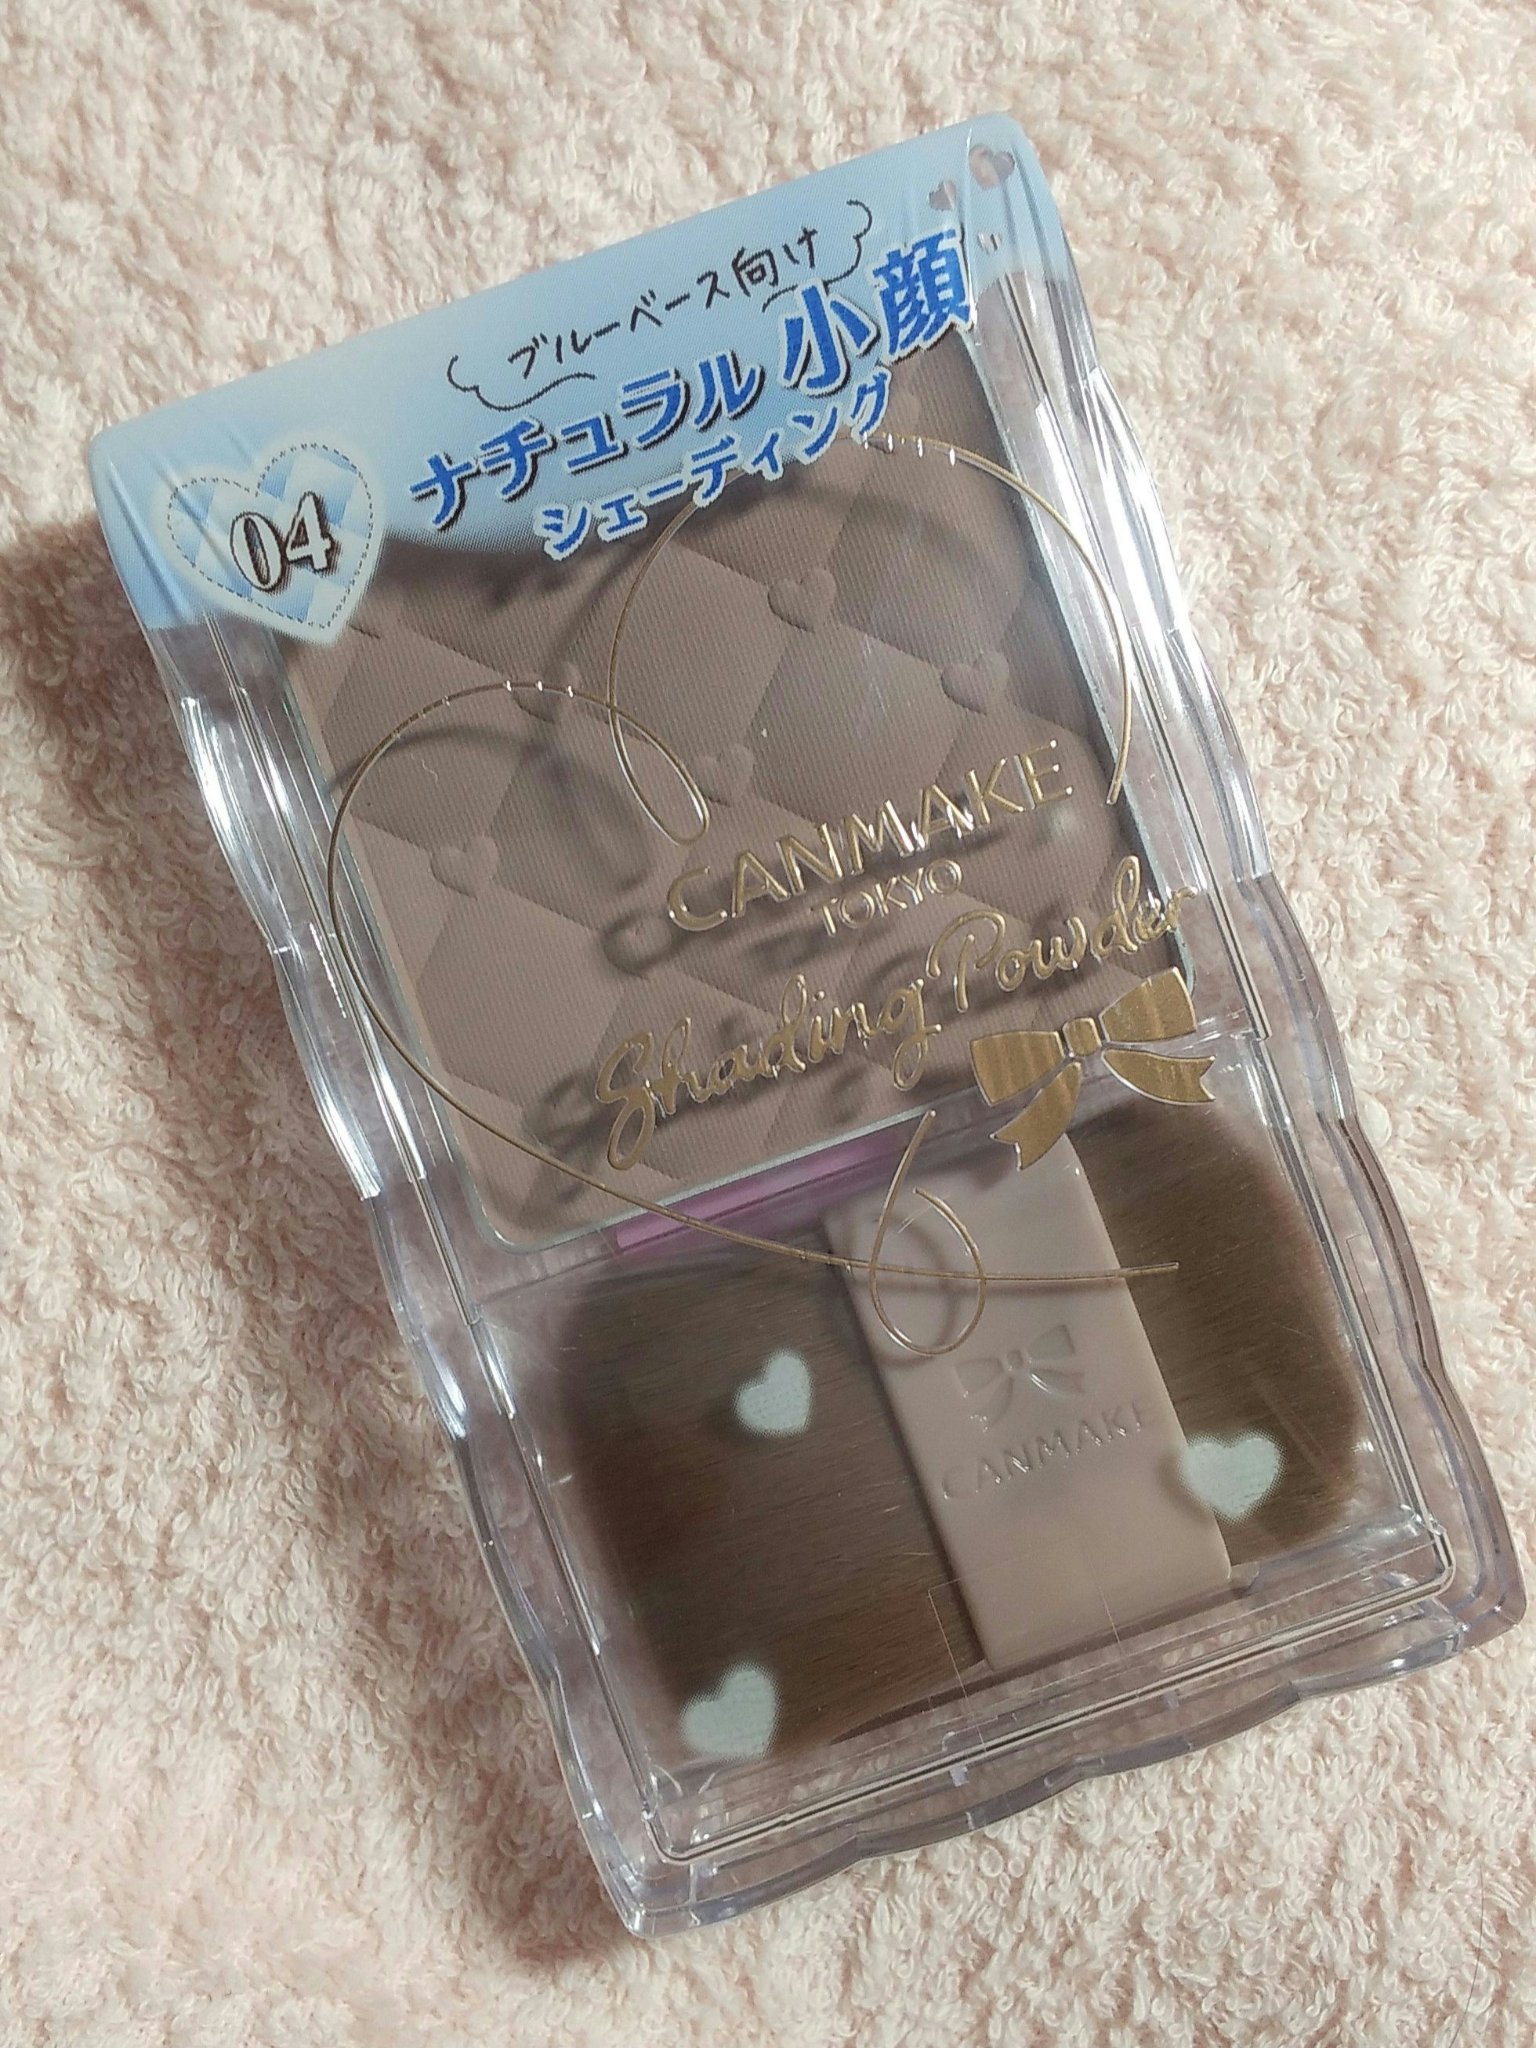 ブルーベース向け
ナチュラル小顔
シェーディング
04
CANMAKE
TOKYO
Shading Powder
CANMAKE